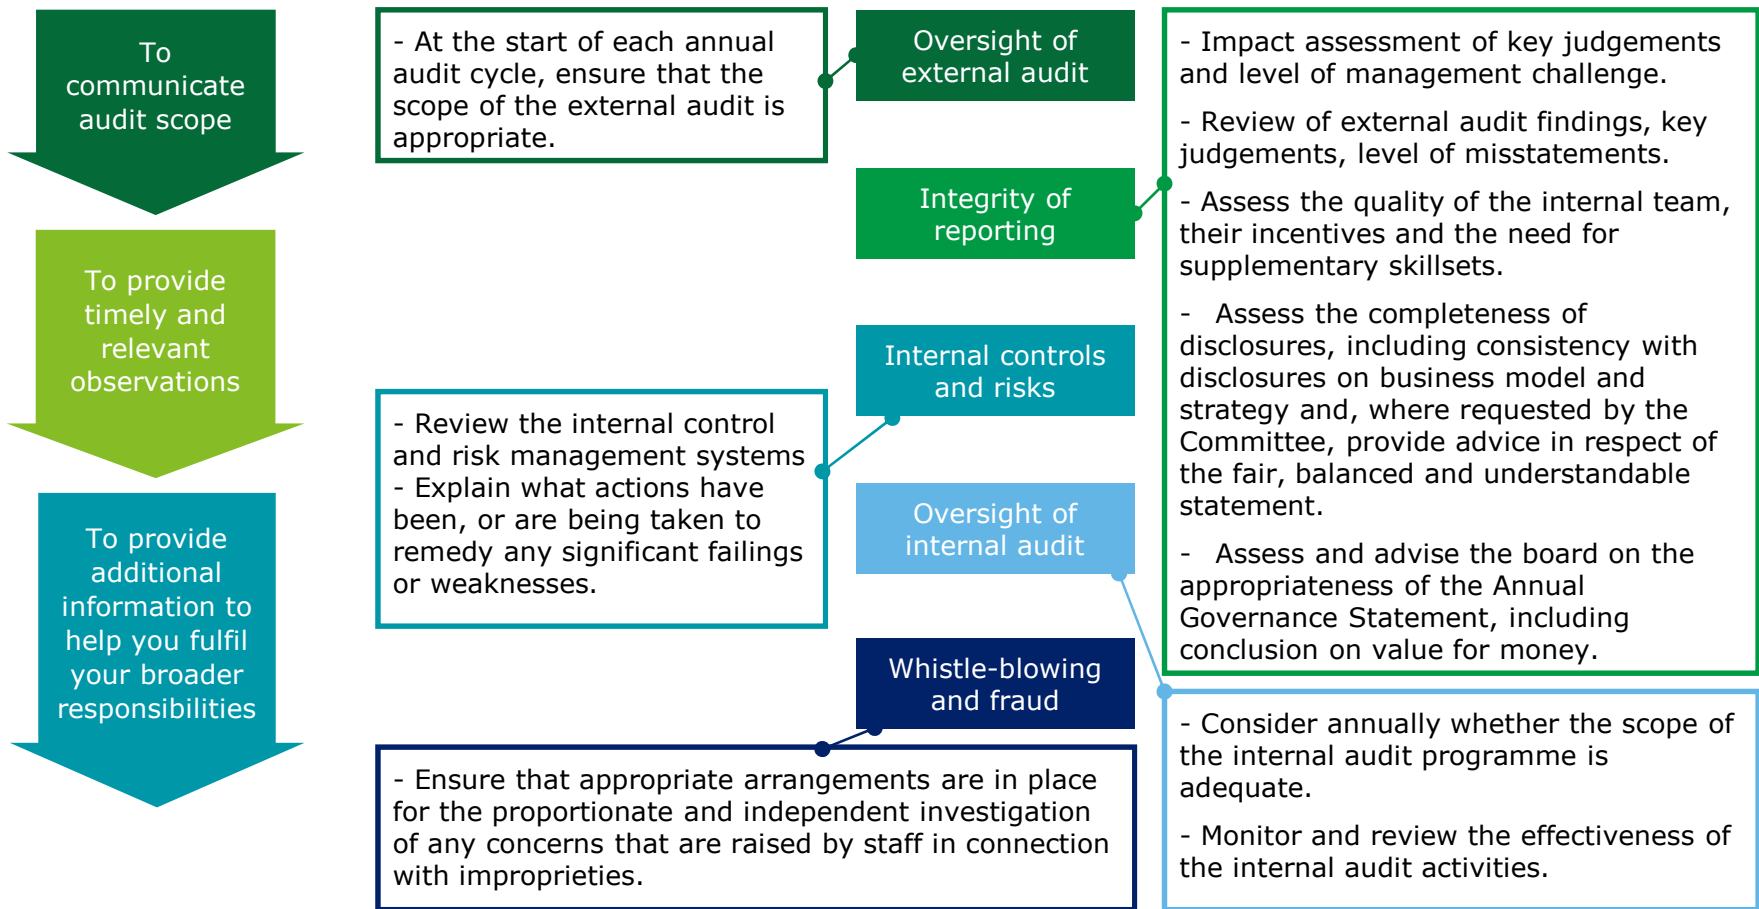 To
communicate
audit scope
To provide
timely and
relevant
observations
To provide
additional
information to
help you fulfil
your broader
responsibilities
- At the start of each annual
audit cycle, ensure that the
scope of the external audit is
appropriate.
Oversight of
external audit
Integrity of
reporting
- Impact assessment of key judgements
and level of management challenge.
- Review of external audit findings, key
judgements, level of misstatements.
- Assess the quality of the internal team,
their incentives and the need for
supplementary skillsets.
- Assess the completeness of
disclosures, including consistency with
disclosures on business model and
strategy and, where requested by the
Committee, provide advice in respect of
the fair, balanced and understandable
statement.
- Assess and advise the board on the
appropriateness of the Annual
Governance Statement, including
conclusion on value for money.
Internal controls
and risks
- Review the internal control
and risk management systems
- Explain what actions have
been, or are being taken to
remedy any significant failings
or weaknesses.
Oversight of
internal audit
- Consider annually whether the scope of
the internal audit programme is
adequate.
- Monitor and review the effectiveness of
the internal audit activities.
Whistle-blowing
and fraud
- Ensure that appropriate arrangements are in place
for the proportionate and independent investigation
of any concerns that are raised by staff in connection
with improprieties.